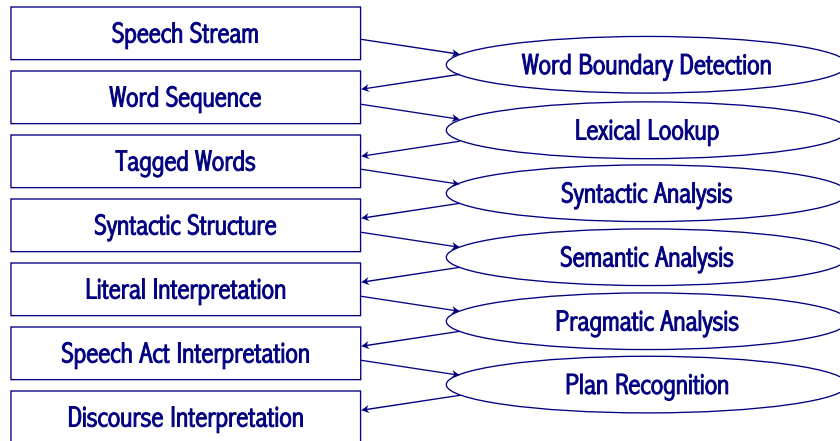 Speech Stream
Word Boundary Detection
Word Sequence
Lexical Lookup
Tagged Words
Syntactic Analysis
Syntactic Structure
Semantic Analysis
Literal Interpretation
Pragmatic Analysis
Speech Act Interpretation
Plan Recognition
Discourse Interpretation